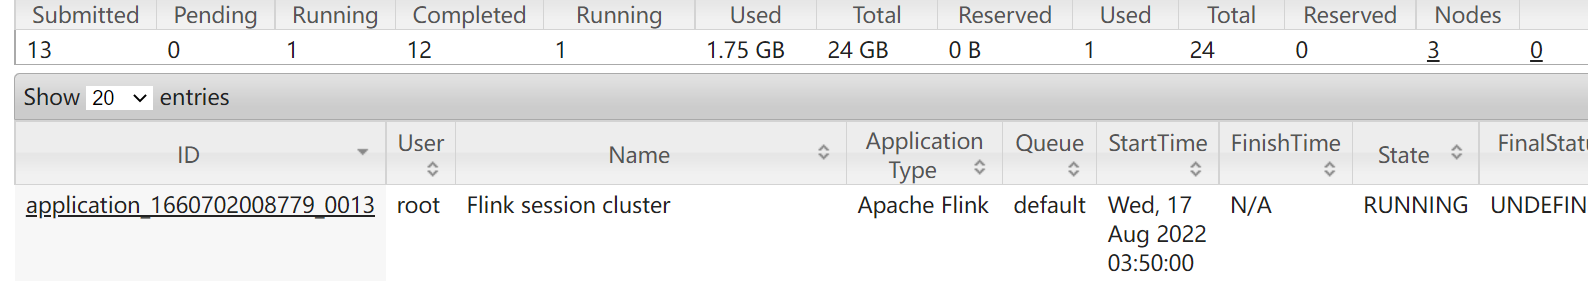 Submitted Pending Running Completed Running Used Total Reserved Used Total Reserved Nodes
13 0 1 12 1 1.75 GB 24 GB 0 B 1 24 0 3 0
Show 20 entries
ID User Name Application Type Queue StartTime FinishTime State FinalStatu
application_1660702008779_0013 root Flink session cluster Apache Flink default Wed, 17 N/A RUNNING UNDEFIN
Aug 2022
03:50:00